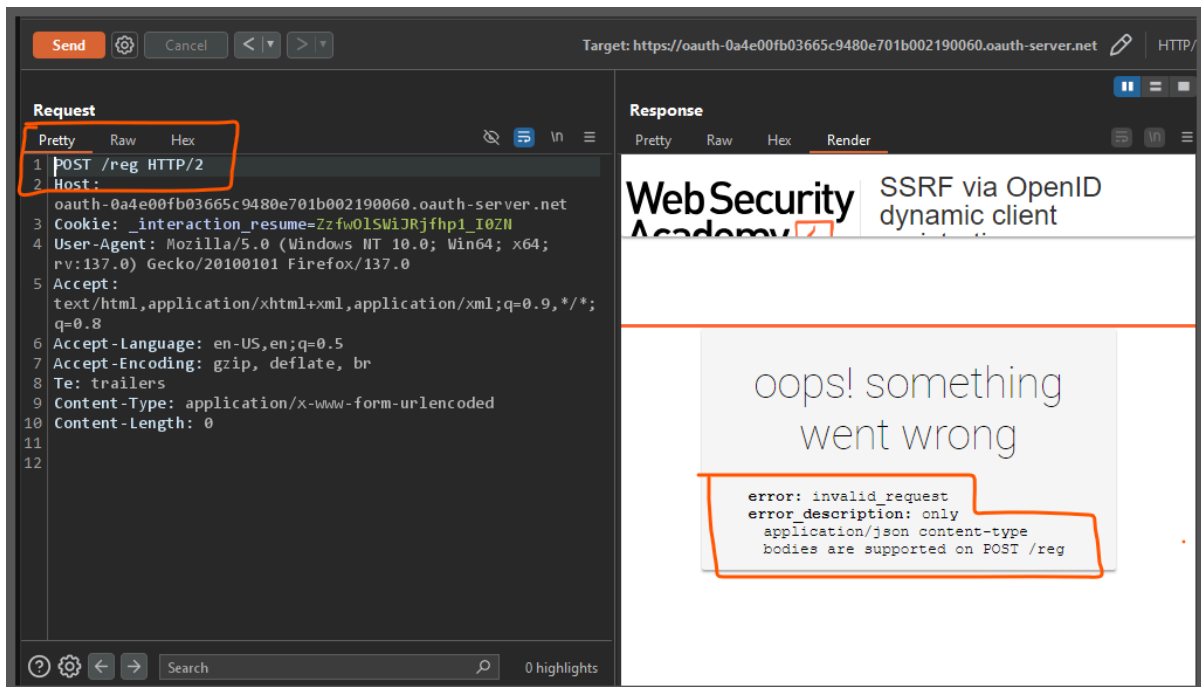 Send
Cancel
Target: https://oauth-0a4e00fb03665c9480e701b002190060.oauth-server.net
HTTP/
Request
Pretty Raw Hex
\n
1 POST /reg HTTP/2
2 Host:
oauth-0a4e00fb03665c9480e701b002190060.oauth-server.net
3 Cookie: _interaction_resume=ZzfwOlSWiJRjfhp1_I0ZN
4 User-Agent: Mozilla/5.0 (Windows NT 10.0; Win64; x64;
rv:137.0) Gecko/20100101 Firefox/137.0
5 Accept:
text/html,application/xhtml+xml,application/xml;q=0.9,*/*;
q=0.8
6 Accept-Language: en-US,en;q=0.5
7 Accept-Encoding: gzip, deflate, br
8 Te: trailers
9 Content-Type: application/x-www-form-urlencoded
10 Content-Length: 0
11
12
Search
0 highlights
Response
Pretty Raw Hex Render
\n
Web Security
Academy
SSRF via OpenID
dynamic client
oops! something
went wrong
error: invalid_request
error_description: only
application/json content-type
bodies are supported on POST /reg